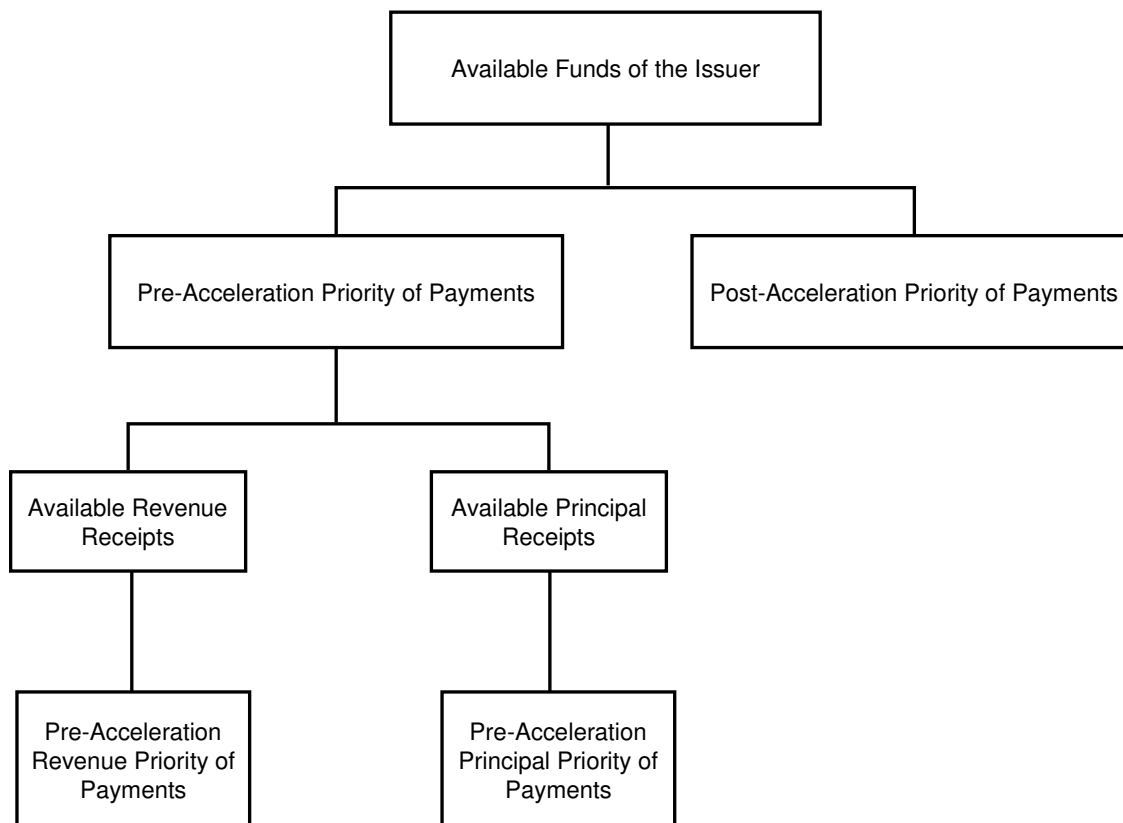 Available Funds of the Issuer
Pre-Acceleration Priority of Payments
Post-Acceleration Priority of Payments
Available Revenue
Receipts
Available Principal
Receipts
Pre-Acceleration
Revenue Priority of
Payments
Pre-Acceleration
Principal Priority of
Payments